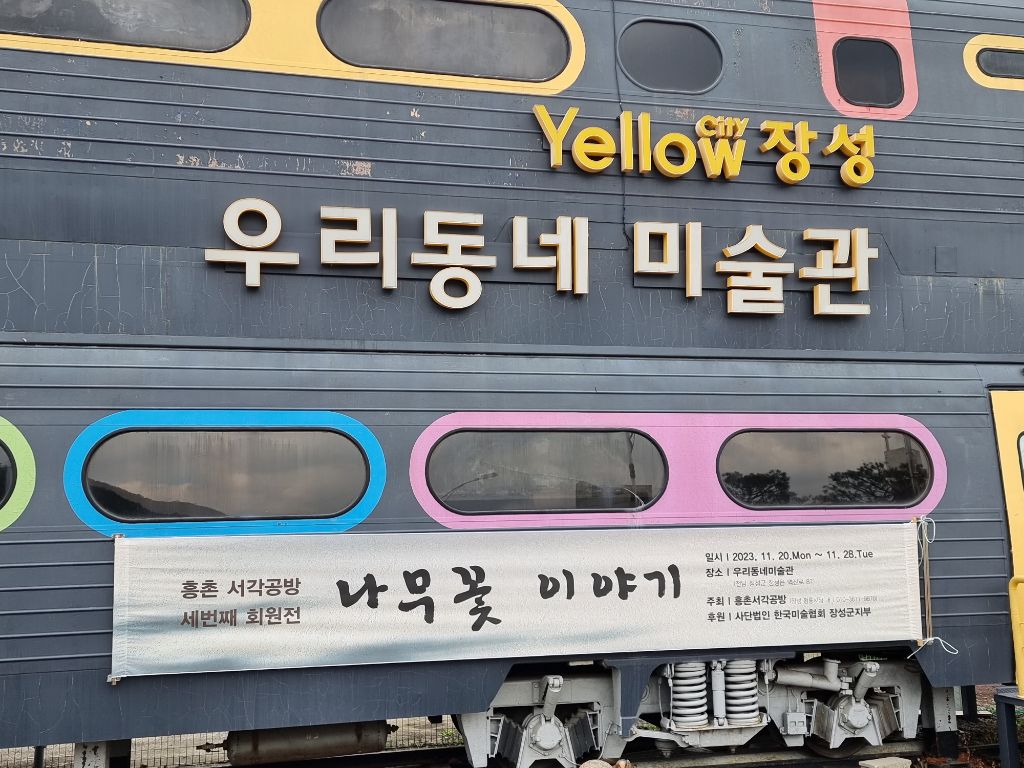 Yellow City 장성
우리동네 미술관
흥촌 서각공방
세번째 회원전
나무꽃 이야기
일시 | 2023. 11. 20.Mon ~ 11. 28.Tue
장소 | 우리동네미술관
주최 | 흥촌서각공방
후원 | 사단법인 한국미술협회 장성군지부